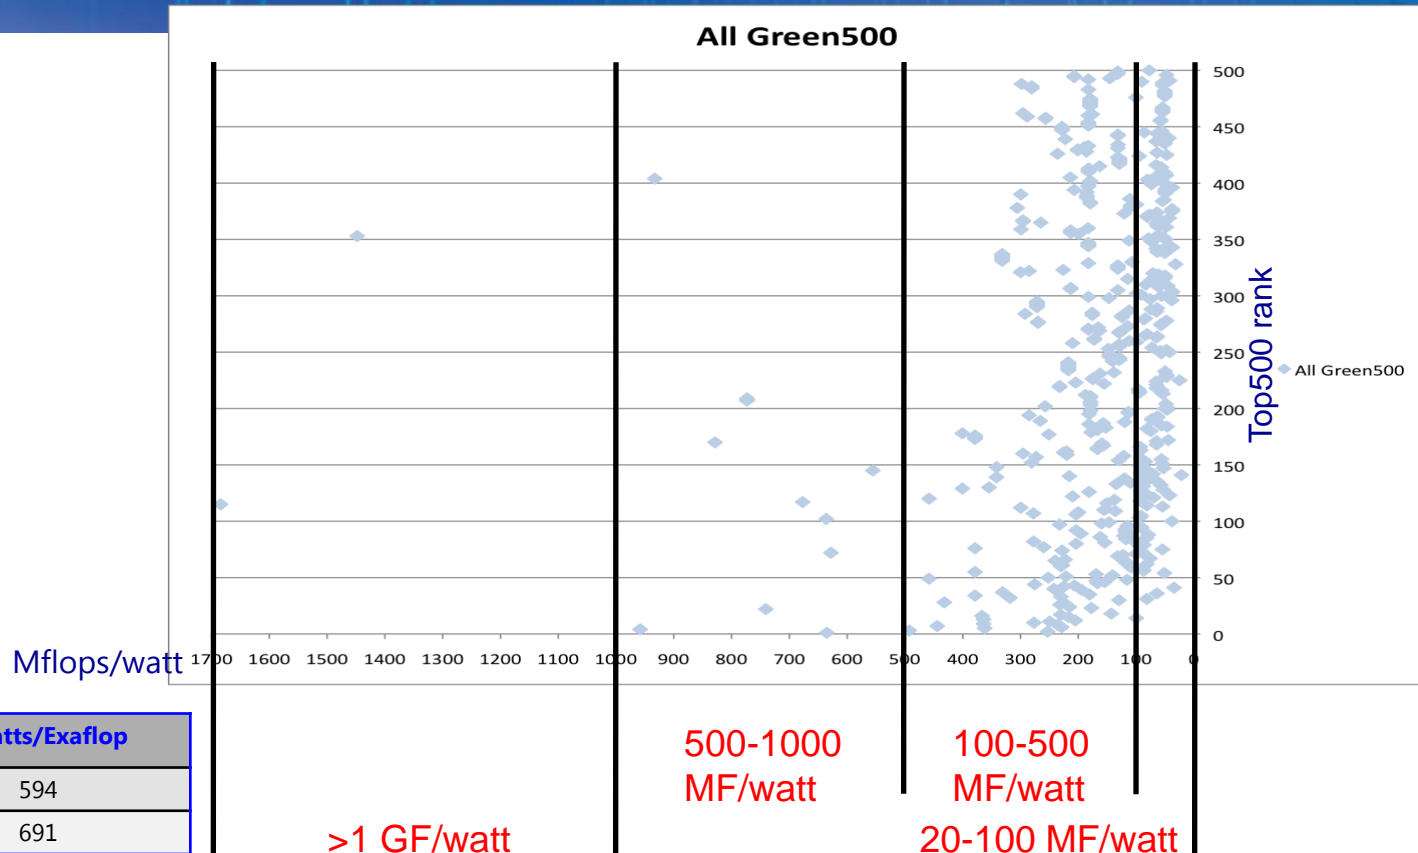 All Green500
500
450
400
350
300
250
200
150
100
50
0
Top500 rank
All Green500
Mflops/watt
1700 1600 1500 1400 1300 1200 1100 1000 900 800 700 600 500 400 300 200 100 0
500-1000
MF/watt
100-500
MF/watt
>1 GF/watt
20-100 MF/watt
tts/Exaflop
594
691